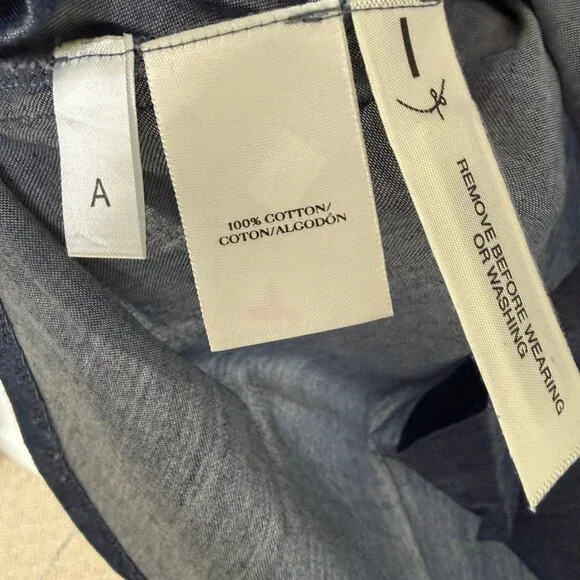 A
100% COTTON/
COTON/ALGODÓN
REMOVE BEFORE WEARING
OR WASHING